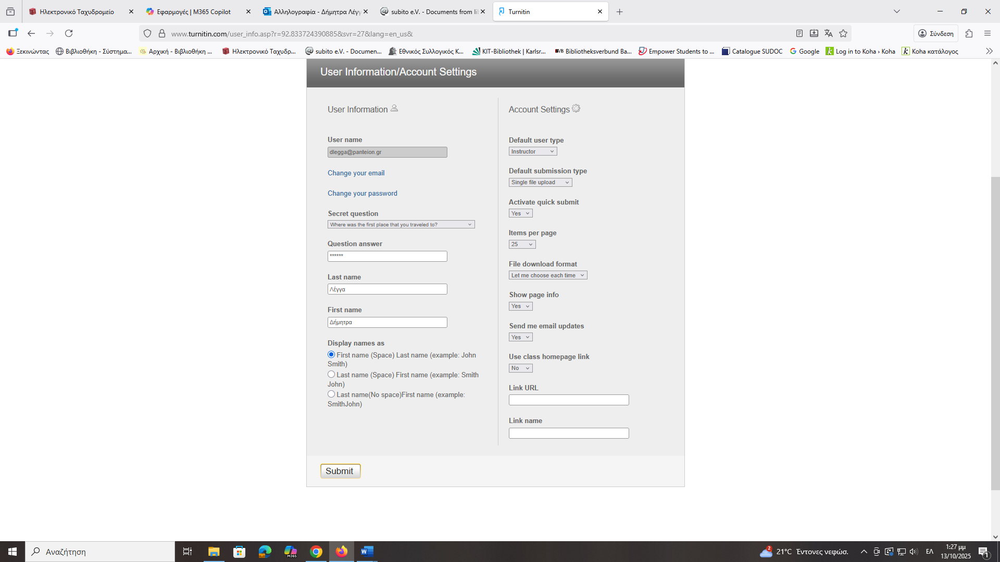 Ηλεκτρονικό Ταχυδρομείο
Εφαρμογές | M365 Copilot
Αλληλογραφία - Δήμητρα Λέγγ
subito e.V. - Documents from lil
Turnitin
www.turnitin.com/user_info.asp?r=92.833724390885&svr=27&lang=en_us&
Σύνδεση
Ξεκινώντας
Βιβλιοθήκη - Σύστημα...
Αρχική - Βιβλιοθήκη ...
Ηλεκτρονικό Ταχυδρ...
subito e.V. - Documen...
Εθνικός Συλλογικός Κ...
KIT-Bibliothek | Karlsr...
BVB
Bibliotheksverbund Ba...
Empower Students to ...
Catalogue SUDOC
Google
Log in to Koha › Koha
Koha κατάλογος
User Information/Account Settings
User Information
User name
dlegga@panteion.gr
Change your email
Change your password
Secret question
Where was the first place that you traveled to?
Question answer
******
Last name
Λέγγα
First name
Δήμητρα
Display names as
First name (Space) Last name (example: John
Smith)
Last name (Space) First name (example: Smith
John)
Last name(No space)First name (example:
SmithJohn)
Account Settings
Default user type
Instructor
Default submission type
Single file upload
Activate quick submit
Yes
Items per page
25
File download format
Let me choose each time
Show page info
Yes
Send me email updates
Yes
Use class homepage link
No
Link URL
Link name
Submit
Αναζήτηση
M365
2
21°C Έντονες νεφώσ.
ΕΛ
1:27 μμ
13/10/2025
1